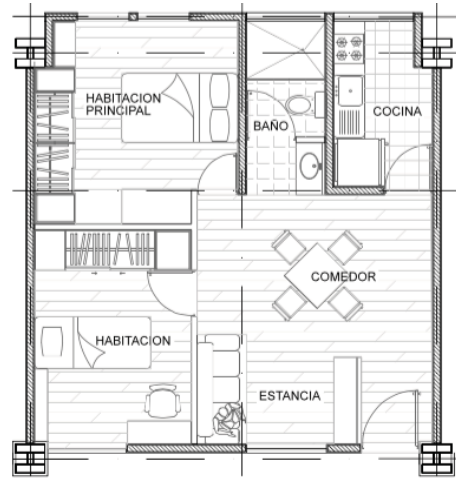 HABITACION
PRINCIPAL
BAÑO
COCINA
COMEDOR
HABITACION
ESTANCIA